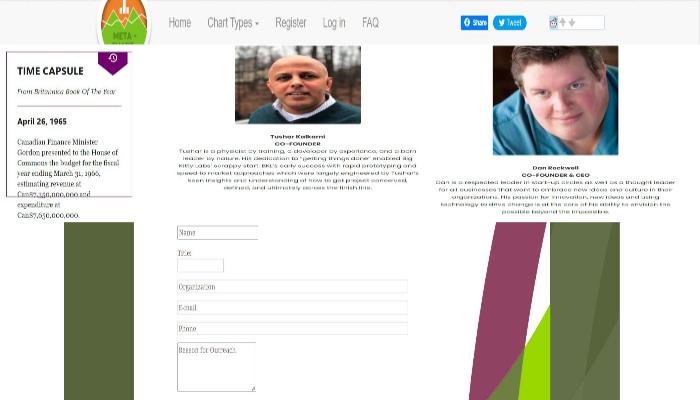 META -
Home
Chart Types
Register
Log in
FAQ
Share
Tweet
TIME CAPSULE
From Britannica Book Of The Year
April 26, 1965
Canadian Finance Minister
Gordon presented to the House of
Commons the budget for the fiscal
year ending March 31, 1966,
estimating revenue at
and
expenditure at
Can$7,650,000,000.
Tushar Kulkarni
CO-FOUNDER
Tushar is a physicist by training, a developer by experience, and a born
leader by nature. His dedication to "getting things done" enabled Big
Kitty Labs' scrappy start. BKL's early success with rapid prototyping and
speed to market approaches which were largely engineered by Tushar's
keen insights and understanding of how to get project conceived,
defined, and ultimately across the finish line.
Dan Rockwell
CO-FOUNDER & CEO
Dan is a respected leader in start-up circles as well as a thought leader
for all businesses that want to embrace new ideas and culture in their
organizations. His passion for innovation, new ideas and using
technology to drive change is at the core of his ability to envision the
possible beyond the impossible.
Name
Title:
Organization
E-mail
Phone
Reason for Outreach